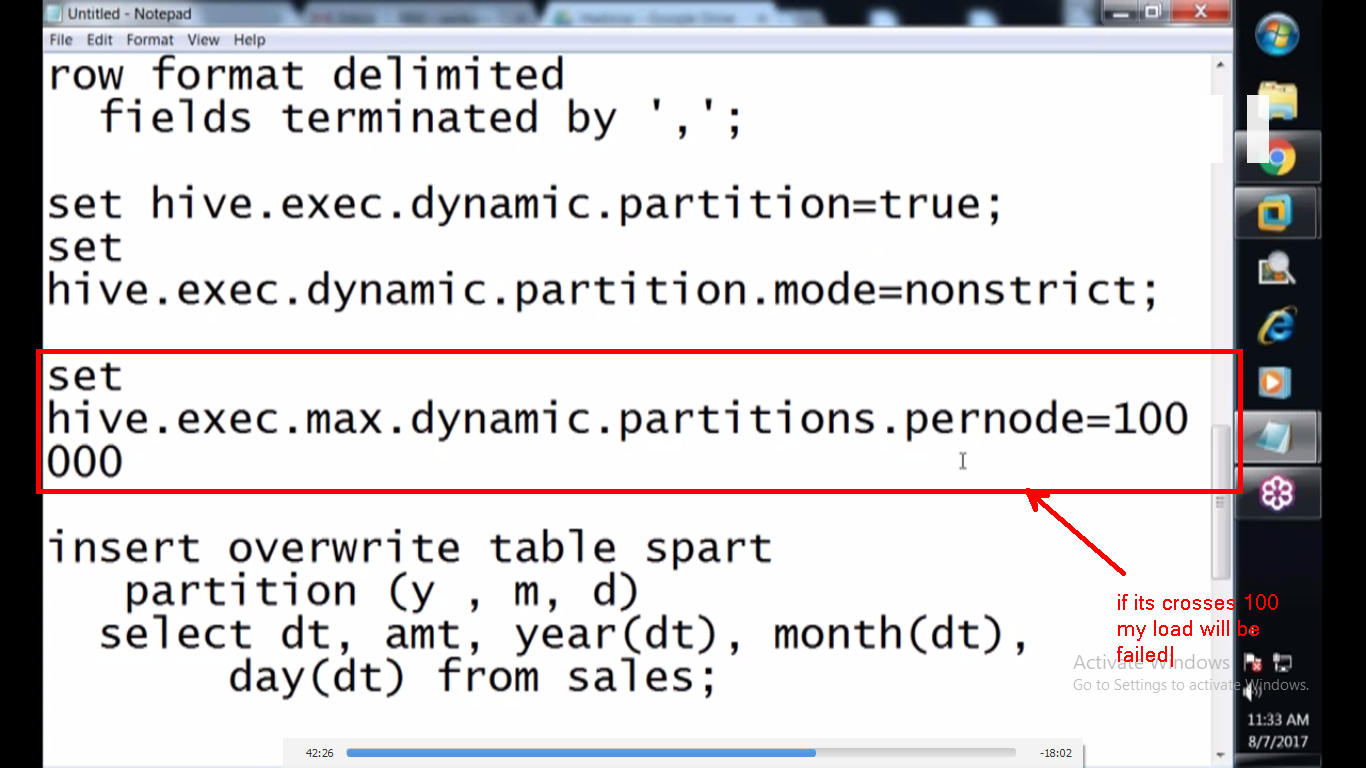 Untitled - Notepad
File Edit Format View Help
row format delimited
fields terminated by ',';
set hive.exec.dynamic.partition=true;
set
hive.exec.dynamic.partition.mode=nonstrict;
set
hive.exec.max.dynamic.partitions.pernode=100
000
insert overwrite table spart
partition (y , m, d)
select dt, amt, year(dt), month(dt),
day(dt) from sales;
if its crosses 100
my load will be
failed
Activate Windows
Go to Settings to activate Windows.
11:33 AM
8/7/2017
42:26
-18:02